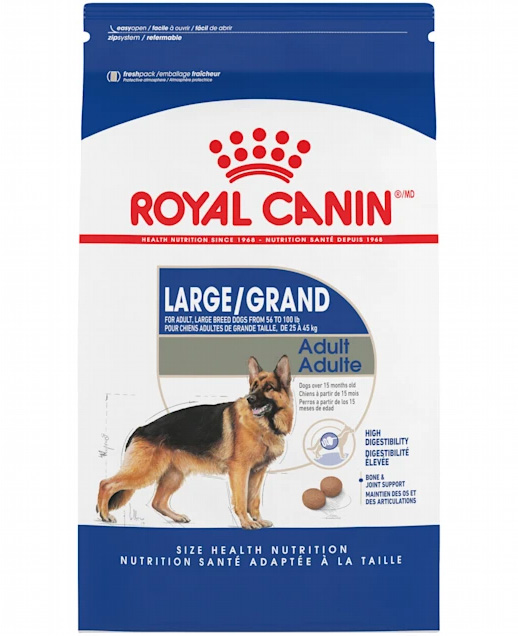 easyopen / facile à ouvrir / fácil de abrir
zipsystem / refermable
freshpack / emballage fraîcheur
Protective atmosphere / Atmosphère protectrice
ROYAL CANIN ®/MD
HEALTH NUTRITION SINCE 1968 - NUTRITION SANTÉ DEPUIS 1968
LARGE/GRAND
FOR ADULT, LARGE BREED DOGS FROM 56 TO 100 lb
POUR CHIENS ADULTES DE GRANDE TAILLE, DE 25 À 45 kg
Adult
Adulte
Dogs over 15 months old
Chiens à partir de 15 mois
Perros a partir de los 15
meses de edad
HIGH
DIGESTIBILITY
DIGESTIBILITÉ
ÉLEVÉE
BONE &
JOINT SUPPORT
MAINTIEN DES OS ET
DES ARTICULATIONS
SIZE HEALTH NUTRITION
NUTRITION SANTÉ ADAPTÉE À LA TAILLE